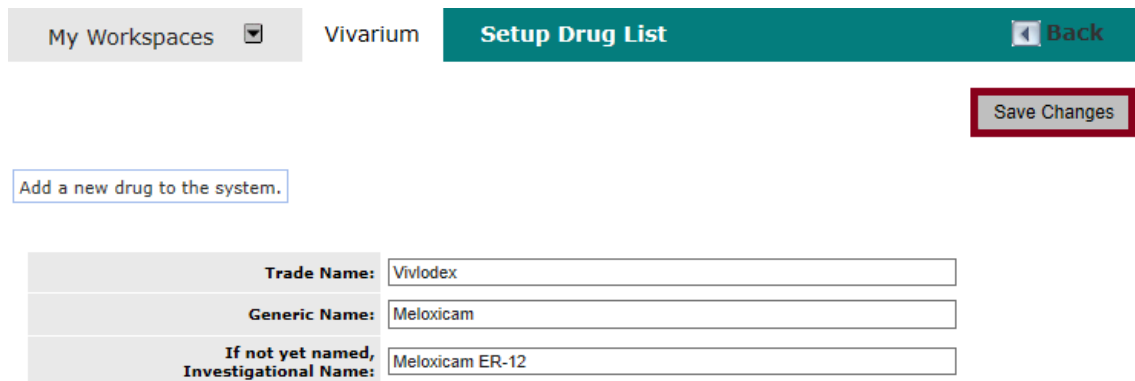 My Workspaces Vivarium Setup Drug List Back
Save Changes
Add a new drug to the system.
Trade Name: Vivlodex
Generic Name: Meloxicam
If not yet named,
Investigational Name: Meloxicam ER-12